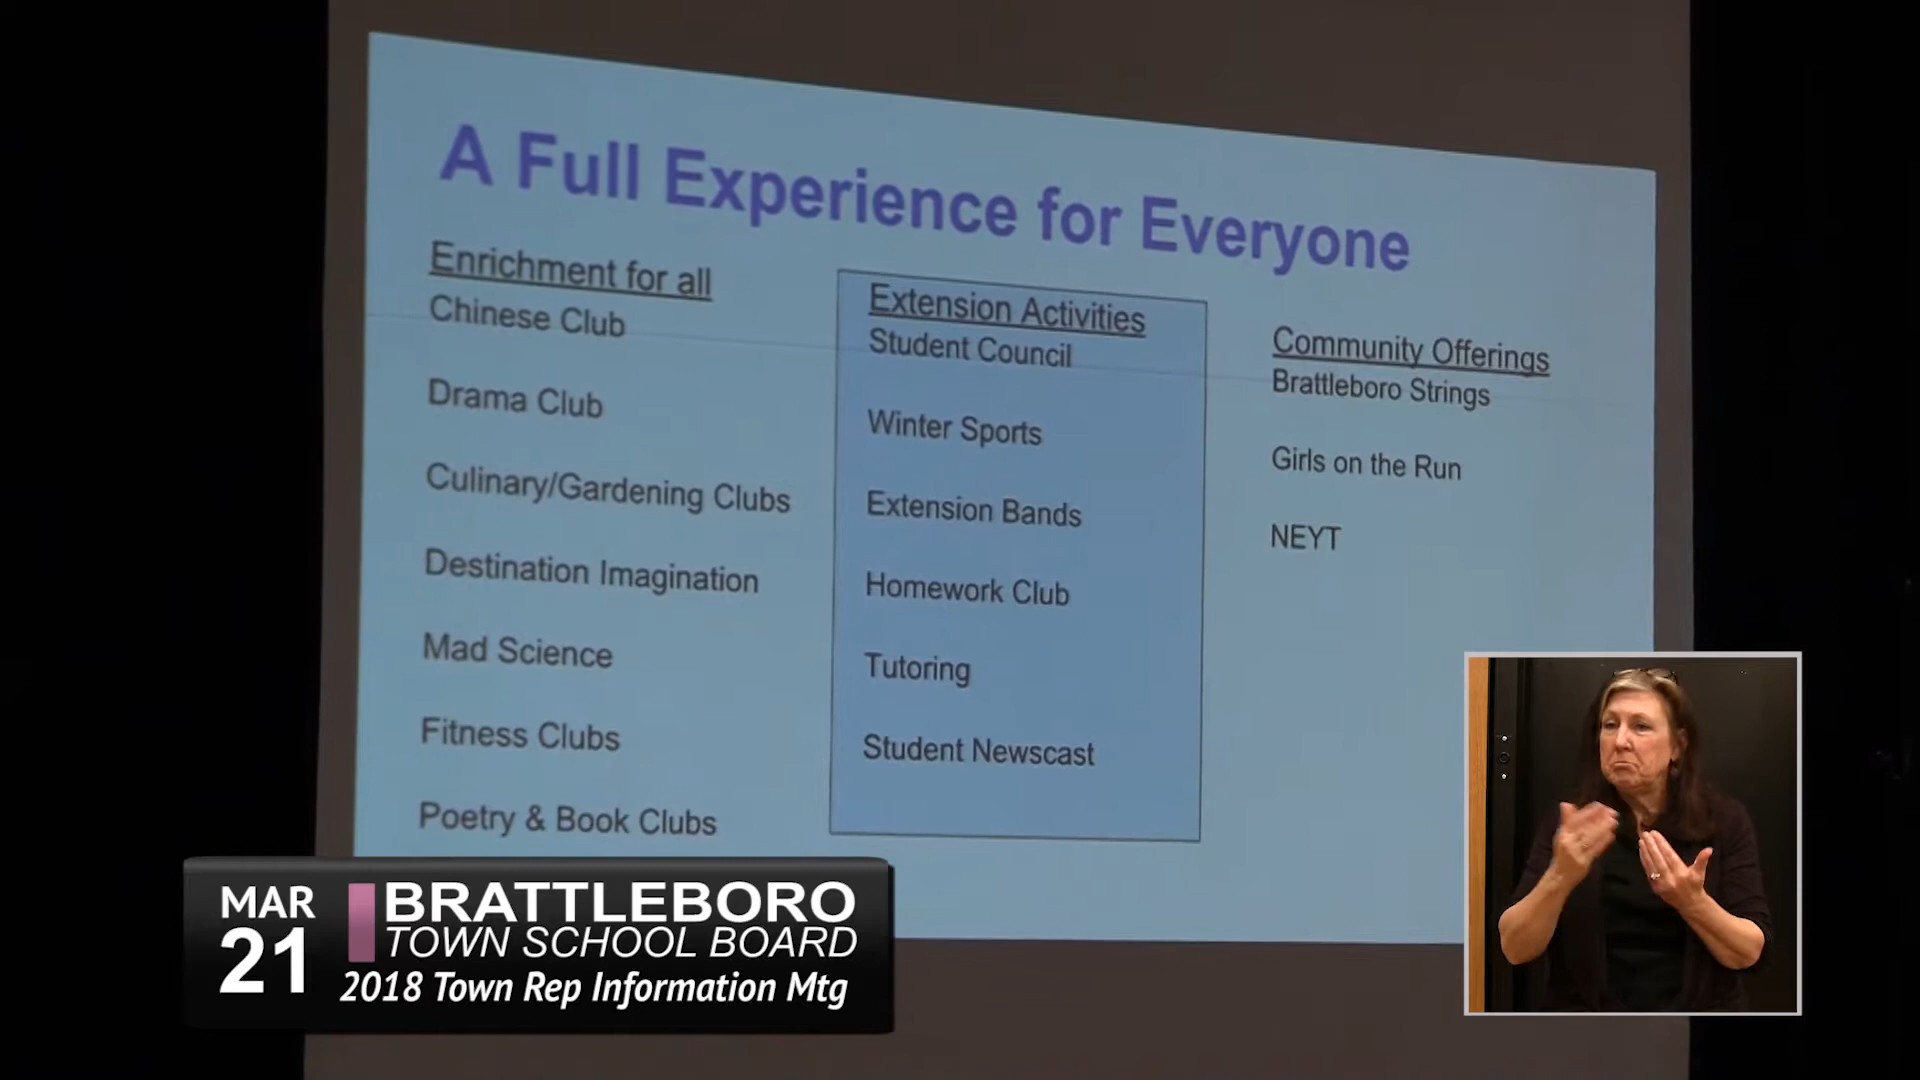 A Full Experience for Everyone
Enrichment for all
Chinese Club
Drama Club
Culinary/Gardening Clubs
Destination Imagination
Mad Science
Fitness Clubs
Poetry & Book Clubs
Extension Activities
Student Council
Winter Sports
Extension Bands
Homework Club
Tutoring
Student Newscast
Community Offerings
Brattleboro Strings
Girls on the Run
NEYT
MAR
21
BRATTLEBORO
TOWN SCHOOL BOARD
2018 Town Rep Information Mtg